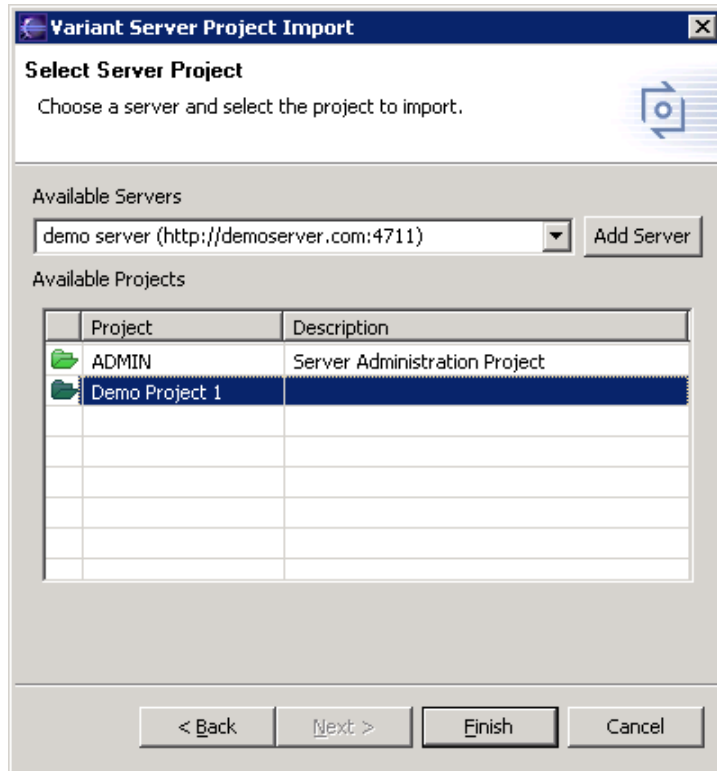 Variant Server Project Import
Select Server Project
Choose a server and select the project to import.
Available Servers
demo server (http://demoserver.com:4711) Add Server
Available Projects
Project Description
ADMIN Server Administration Project
Demo Project 1
< Back Next > Finish Cancel